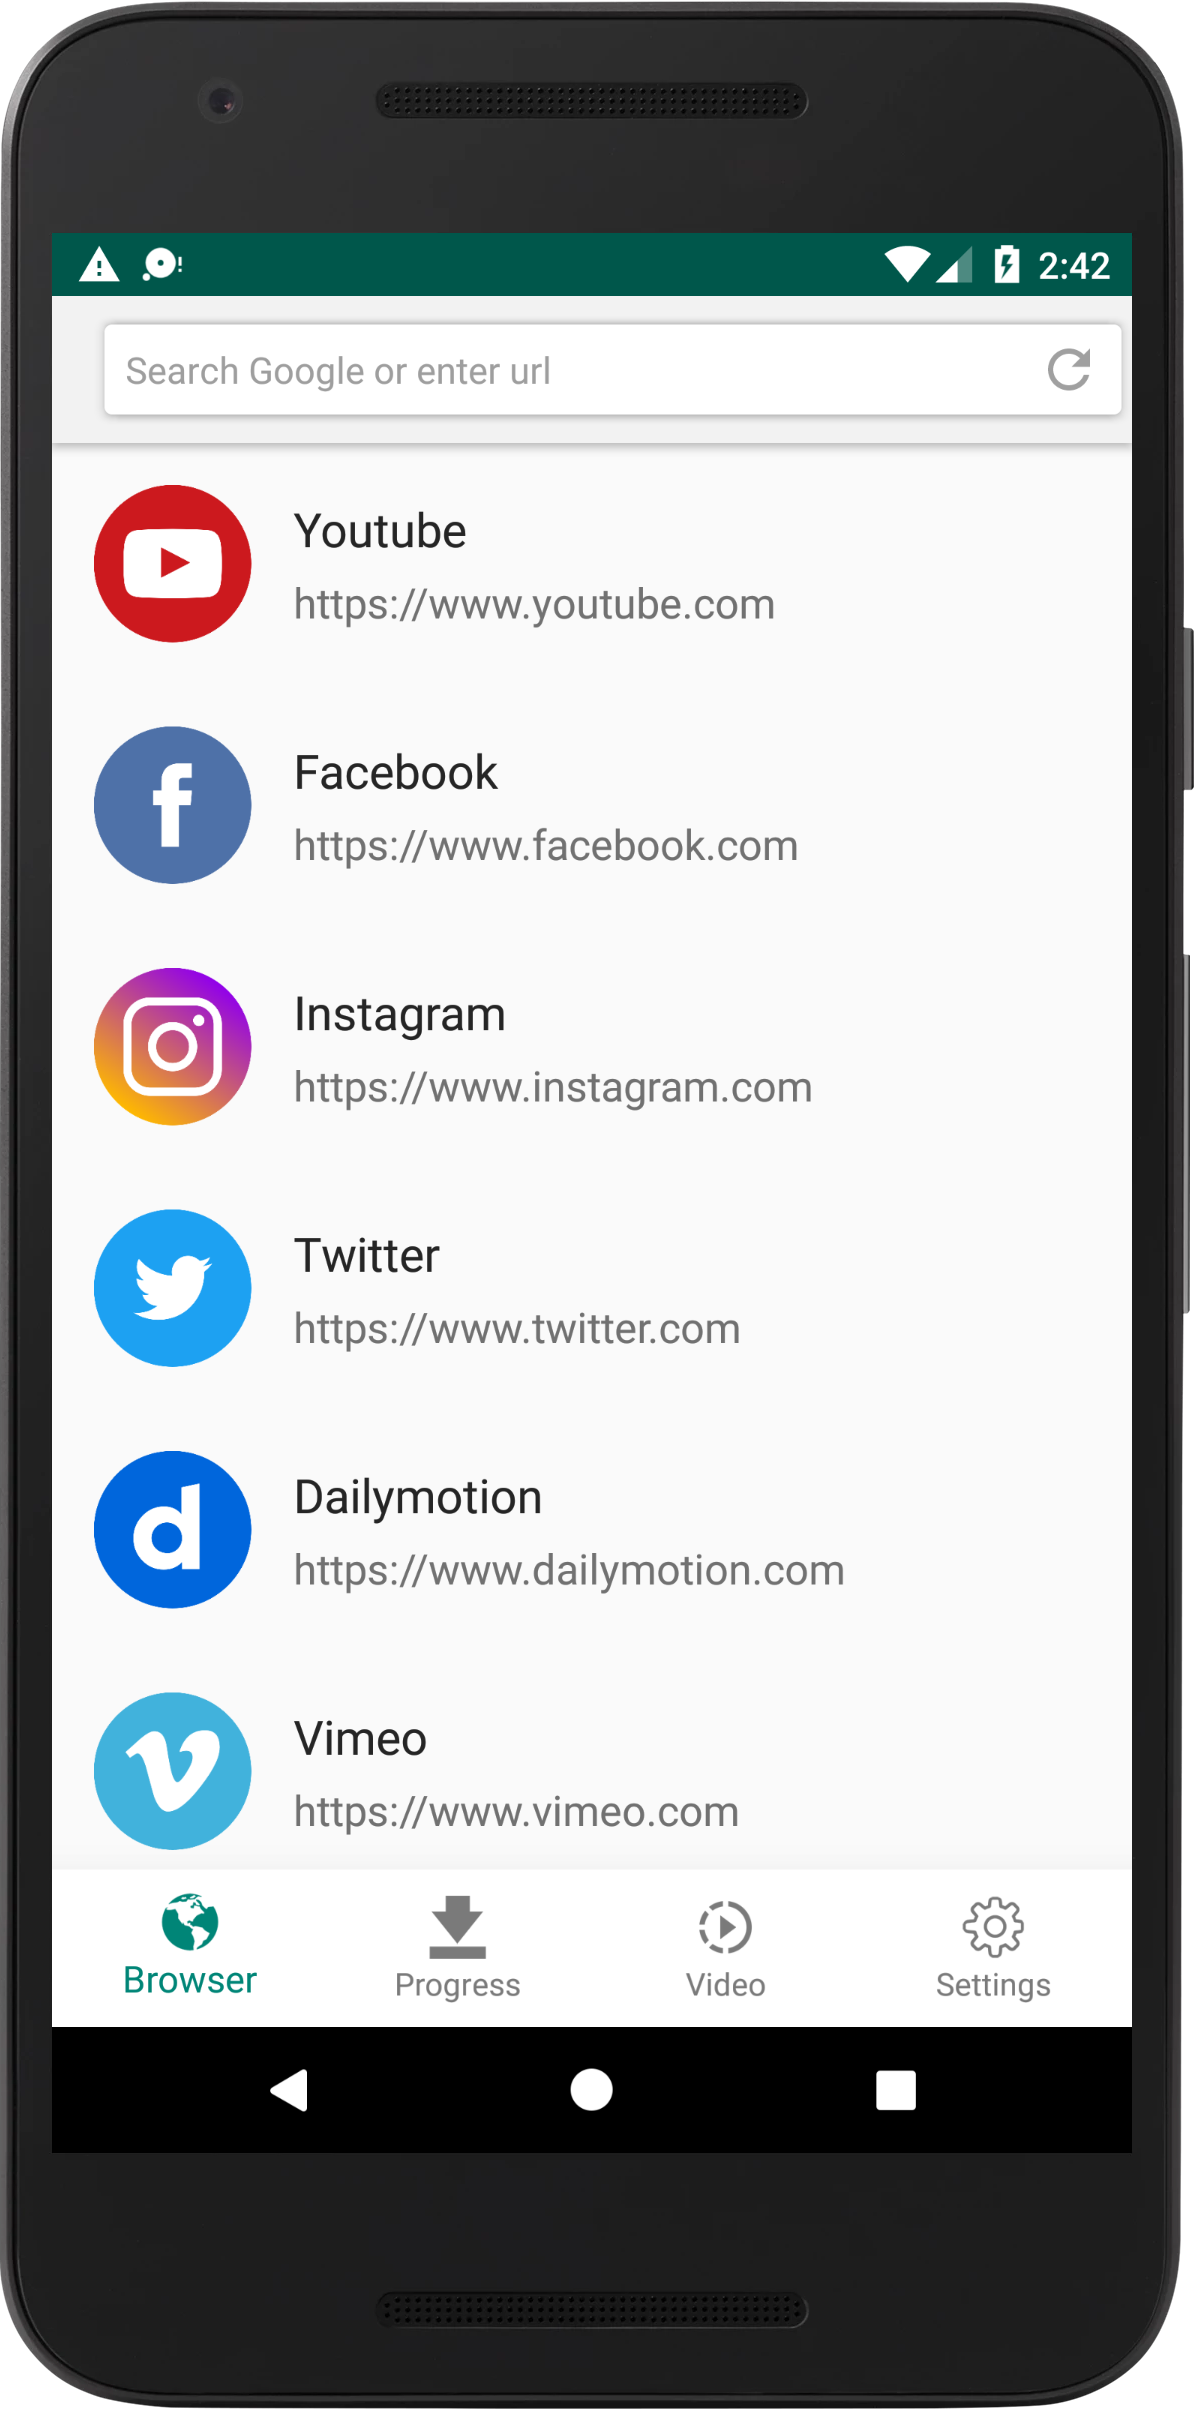 2:42
Search Google or enter url
Youtube
https://www.youtube.com
Facebook
https://www.facebook.com
Instagram
https://www.instagram.com
Twitter
https://www.twitter.com
Dailymotion
https://www.dailymotion.com
Vimeo
https://www.vimeo.com
Browser Progress Video Settings